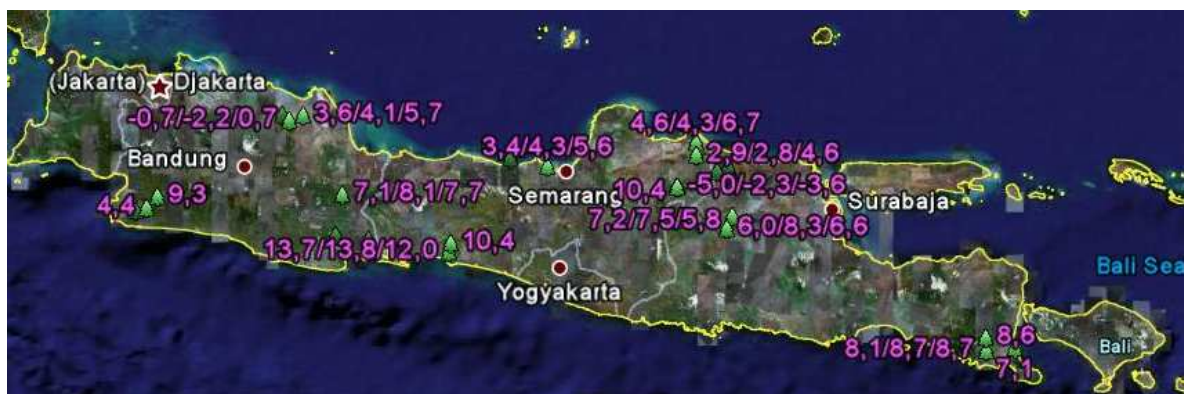 (Jakarta) Djakarta
-0,7/-2,2/0,7
3,6/4,1/5,7
4,6/4,3/6,7
3,4/4,3/5,6
2,9/2,8/4,6
Bandung
Semarang
10,4
-5,0/-2,3/-3,6
4,4
9,3
7,1/8,1/7,7
Surabaja
7,2/7,5/5,8
6,0/8,3/6,6
13,7/13,8/12,0
10,4
Yogyakarta
Bali Sea
8,1/8,7/8,7
8,6
Bali
7,1